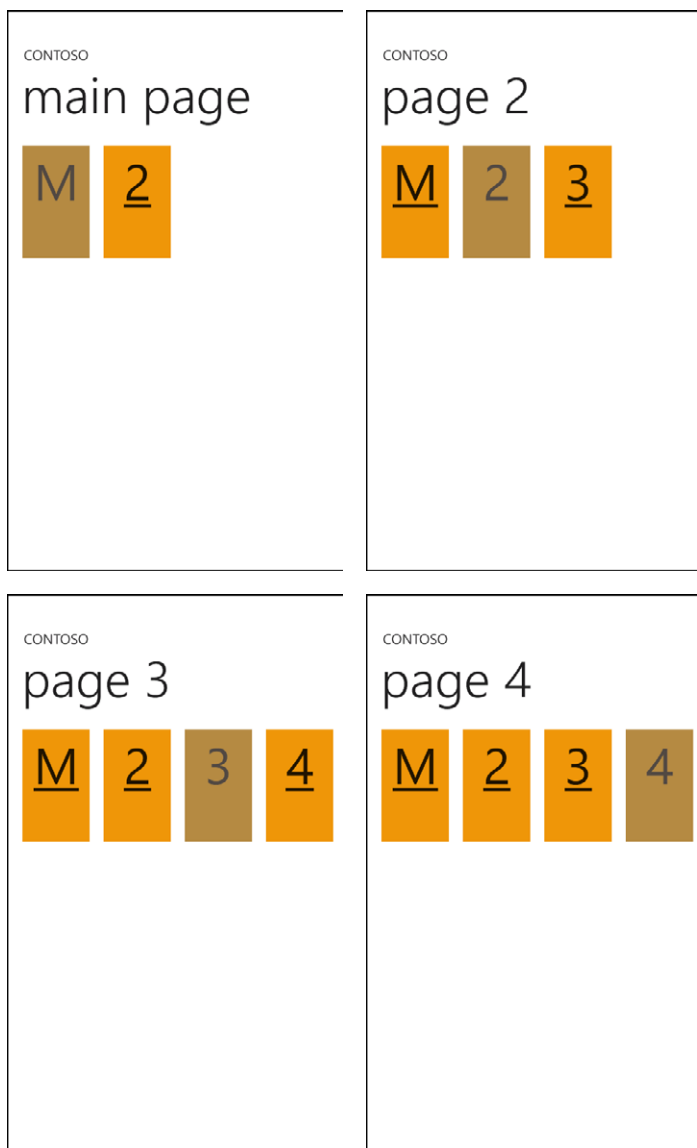 CONTOSO
main page
M 2
CONTOSO
page 2
M 2 3
CONTOSO
page 3
M 2 3 4
CONTOSO
page 4
M 2 3 4